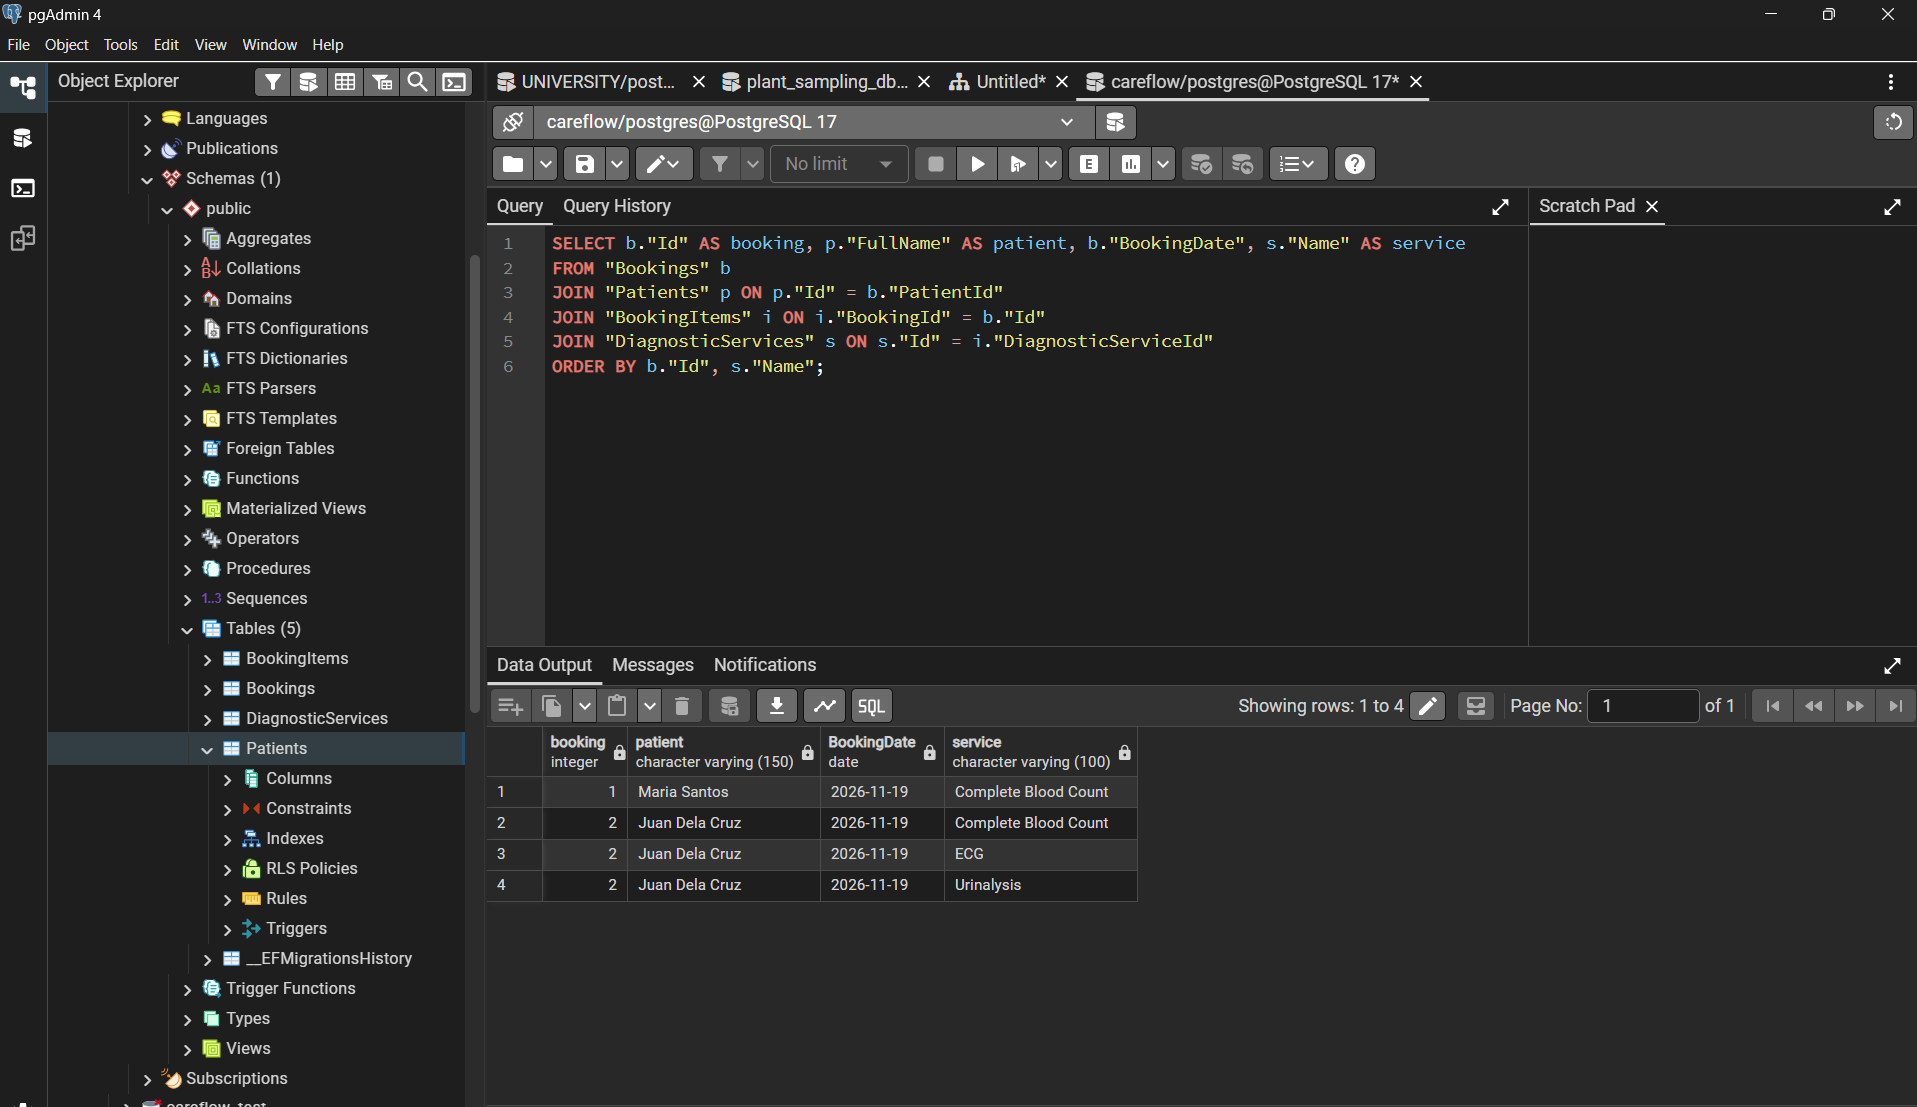 pgAdmin 4
File Object Tools Edit View Window Help
Object Explorer
Languages
Publications
Schemas (1)
public
Aggregates
Collations
Domains
FTS Configurations
FTS Dictionaries
Aa FTS Parsers
FTS Templates
Foreign Tables
Functions
Materialized Views
Operators
Procedures
1..3 Sequences
Tables (5)
BookingItems
Bookings
DiagnosticServices
Patients
Columns
Constraints
Indexes
RLS Policies
Rules
Triggers
__EFMigrationsHistory
Trigger Functions
Types
Views
Subscriptions
UNIVERSITY/post... plant_sampling_db... Untitled* careflow/postgres@PostgreSQL 17*
careflow/postgres@PostgreSQL 17
No limit
E
Query Query History
Scratch Pad
1 SELECT b."Id" AS booking, p."FullName" AS patient, b."BookingDate", s."Name" AS service
2 FROM "Bookings" b
3 JOIN "Patients" p ON p."Id" = b."PatientId"
4 JOIN "BookingItems" i ON i."BookingId" = b."Id"
5 JOIN "DiagnosticServices" s ON s."Id" = i."DiagnosticServiceId"
6 ORDER BY b."Id", s."Name";
Data Output Messages Notifications
SQL
Showing rows: 1 to 4
Page No: 1 of 1
booking patient BookingDate service
integer character varying (150) date character varying (100)
1 1 Maria Santos 2026-11-19 Complete Blood Count
2 2 Juan Dela Cruz 2026-11-19 Complete Blood Count
3 2 Juan Dela Cruz 2026-11-19 ECG
4 2 Juan Dela Cruz 2026-11-19 Urinalysis